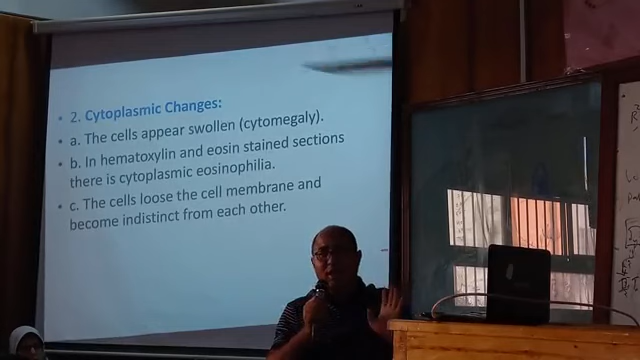 • 2. Cytoplasmic Changes:
• a. The cells appear swollen (cytomegaly).
• b. In hematoxylin and eosin stained sections
there is cytoplasmic eosinophilia.
• c. The cells loose the cell membrane and
become indistinct from each other.